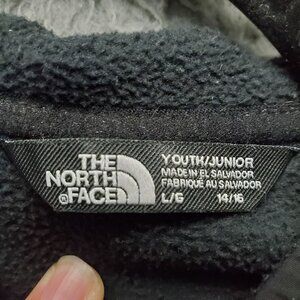 THE
NORTH
FACE
®
YOUTH/JUNIOR
MADE IN EL SALVADOR
FABRIQUÉ AU SALVADOR
L/G 14/16